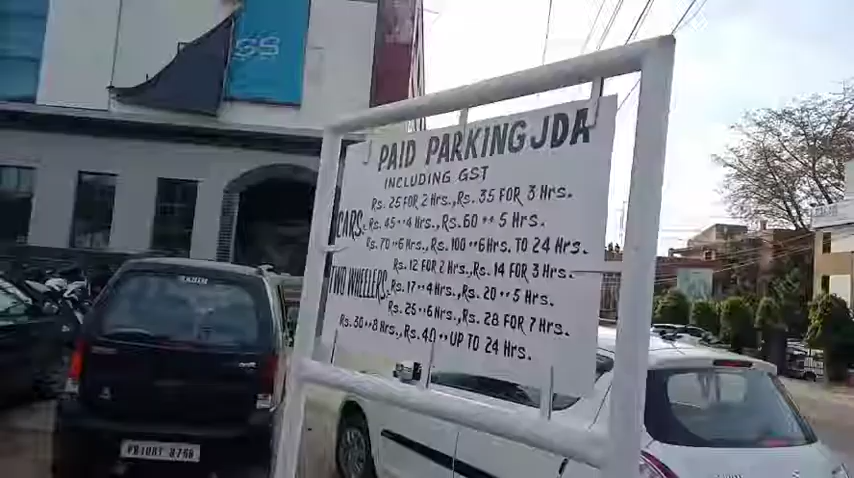 SS
PAID PARKING JDA
INCLUDING GST
Rs. 25 FOR 2 Hrs., Rs. 35 FOR 3 Hrs.
CARS- Rs. 45 " 4 Hrs., Rs. 60 " 5 Hrs.
Rs. 70 " 6 Hrs., Rs. 100 " 6 Hrs. TO 24 Hrs.
Rs. 12 FOR 2 Hrs., Rs. 14 FOR 3 Hrs.
TWO WHEELERS Rs. 17 " 4 Hrs., Rs. 20 " 5 Hrs.
Rs. 25 " 6 Hrs., Rs. 28 FOR 7 Hrs.
Rs. 30 " 8 Hrs., Rs. 40 " UP TO 24 Hrs.